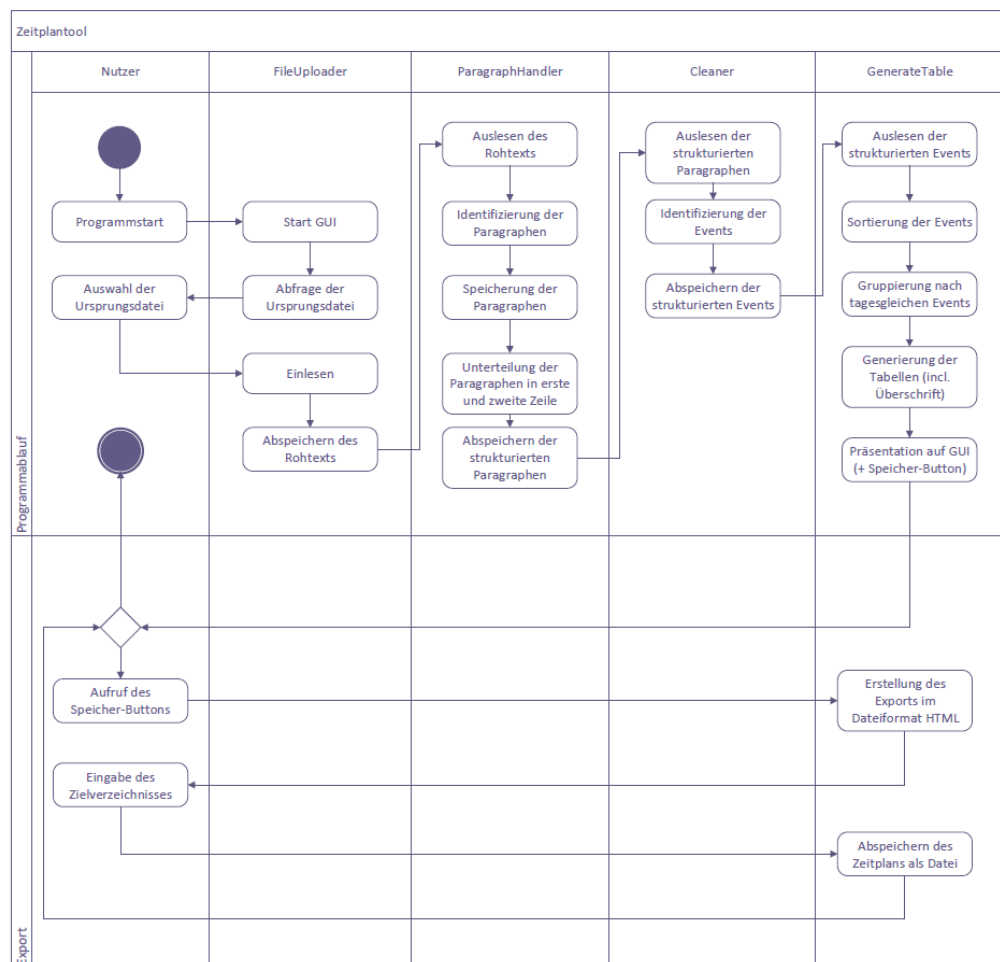 Zeitplantool
Nutzer
FileUploader
ParagraphHandler
Cleaner
GenerateTable
Programmablauf
Programmstart
Auswahl der
Ursprungsdatei
Start GUI
Abfrage der
Ursprungsdatei
Einlesen
Abspeichern des
Rohtexts
Auslesen des
Rohtexts
Identifizierung der
Paragraphen
Speicherung der
Paragraphen
Unterteilung der
Paragraphen in erste
und zweite Zeile
Abspeichern der
strukturierten
Paragraphen
Auslesen der
strukturierten
Paragraphen
Identifizierung der
Events
Abspeichern der
strukturierten Events
Auslesen der
strukturierten Events
Sortierung der Events
Gruppierung nach
tagesgleichen Events
Generierung der
Tabellen (incl.
Überschrift)
Präsentation auf GUI
(+ Speicher-Button)
Export
Aufruf des
Speicher-Buttons
Erstellung des
Exports im
Dateiformat HTML
Eingabe des
Zielverzeichnisses
Abspeichern des
Zeitplans als Datei